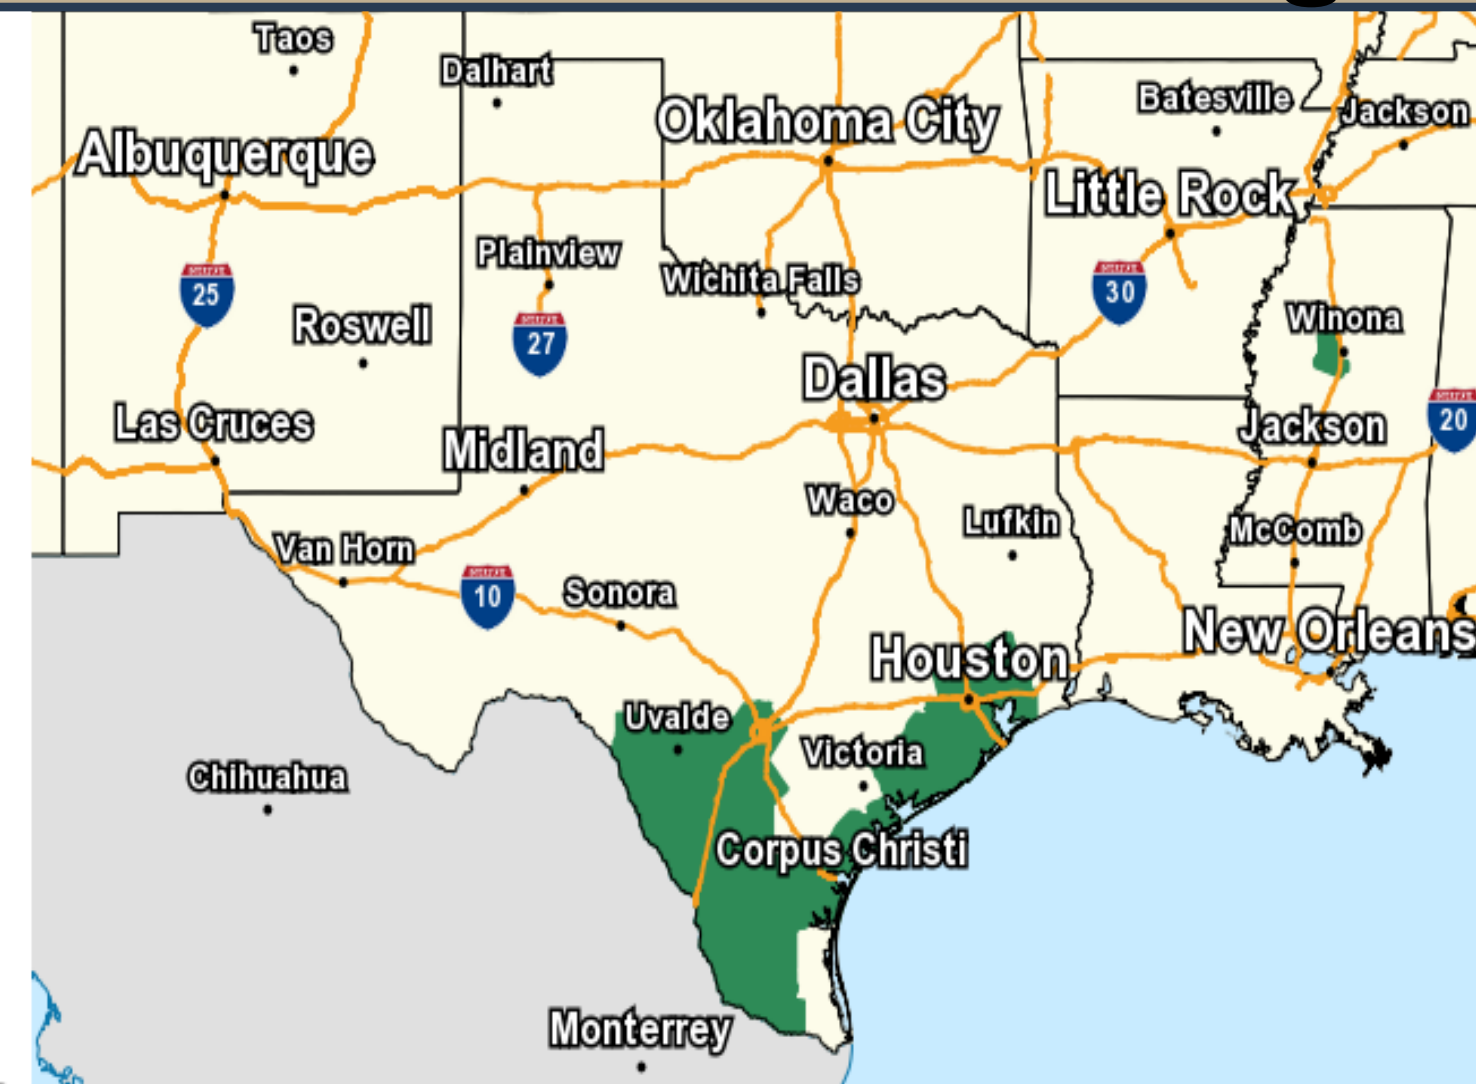 Taos
Dalhart
Oklahoma City
Batesville
Jackson
Albuquerque
Little Rock
Plainview
Wichita Falls
25
30
Roswell
27
Winona
Dallas
Las Cruces
Midland
Jackson
20
Waco
Lufkin
McComb
Van Horn
10
Sonora
New Orleans
Houston
Uvalde
Victoria
Chihuahua
Corpus Christi
Monterrey